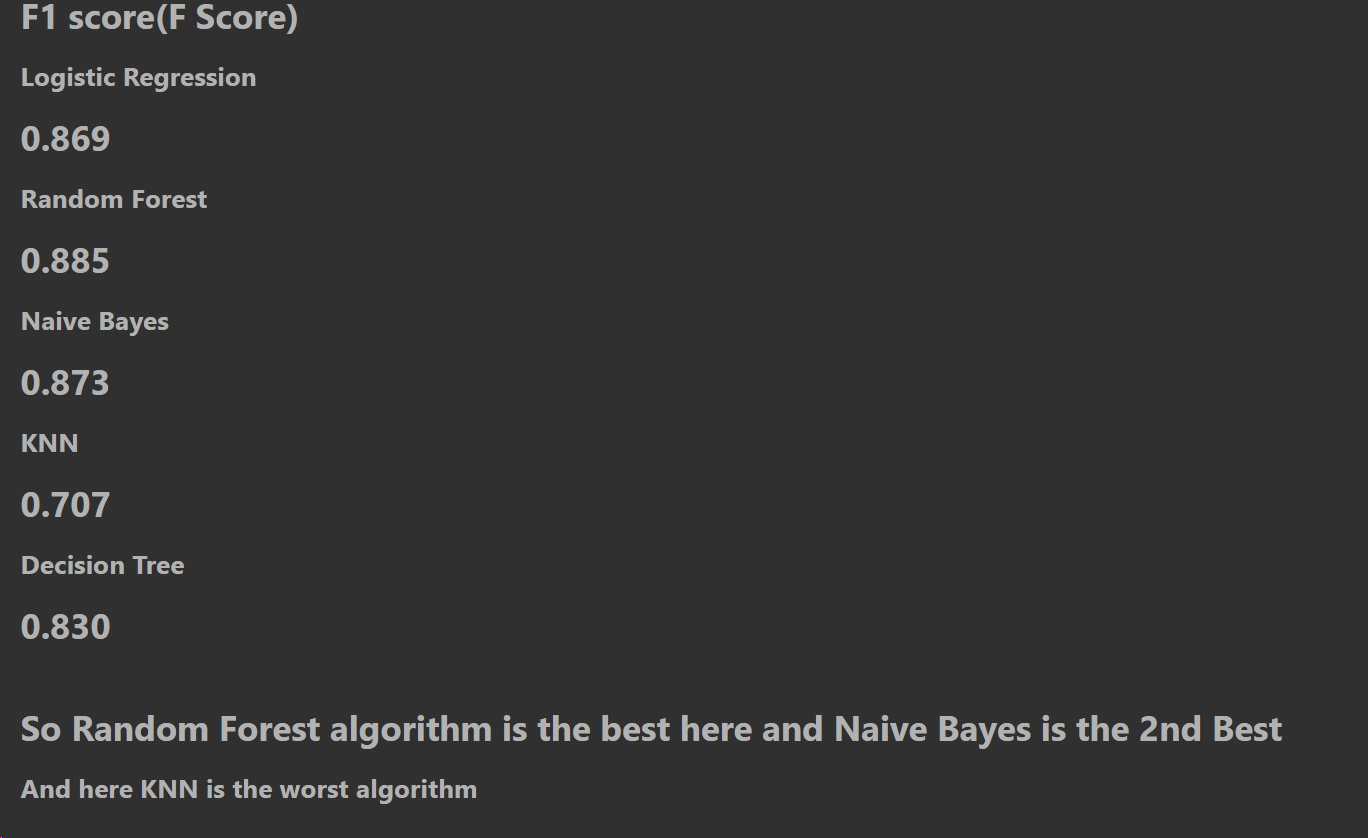 F1 score(F Score)
Logistic Regression
0.869
Random Forest
0.885
Naive Bayes
0.873
KNN
0.707
Decision Tree
0.830
So Random Forest algorithm is the best here and Naive Bayes is the 2nd Best
And here KNN is the worst algorithm